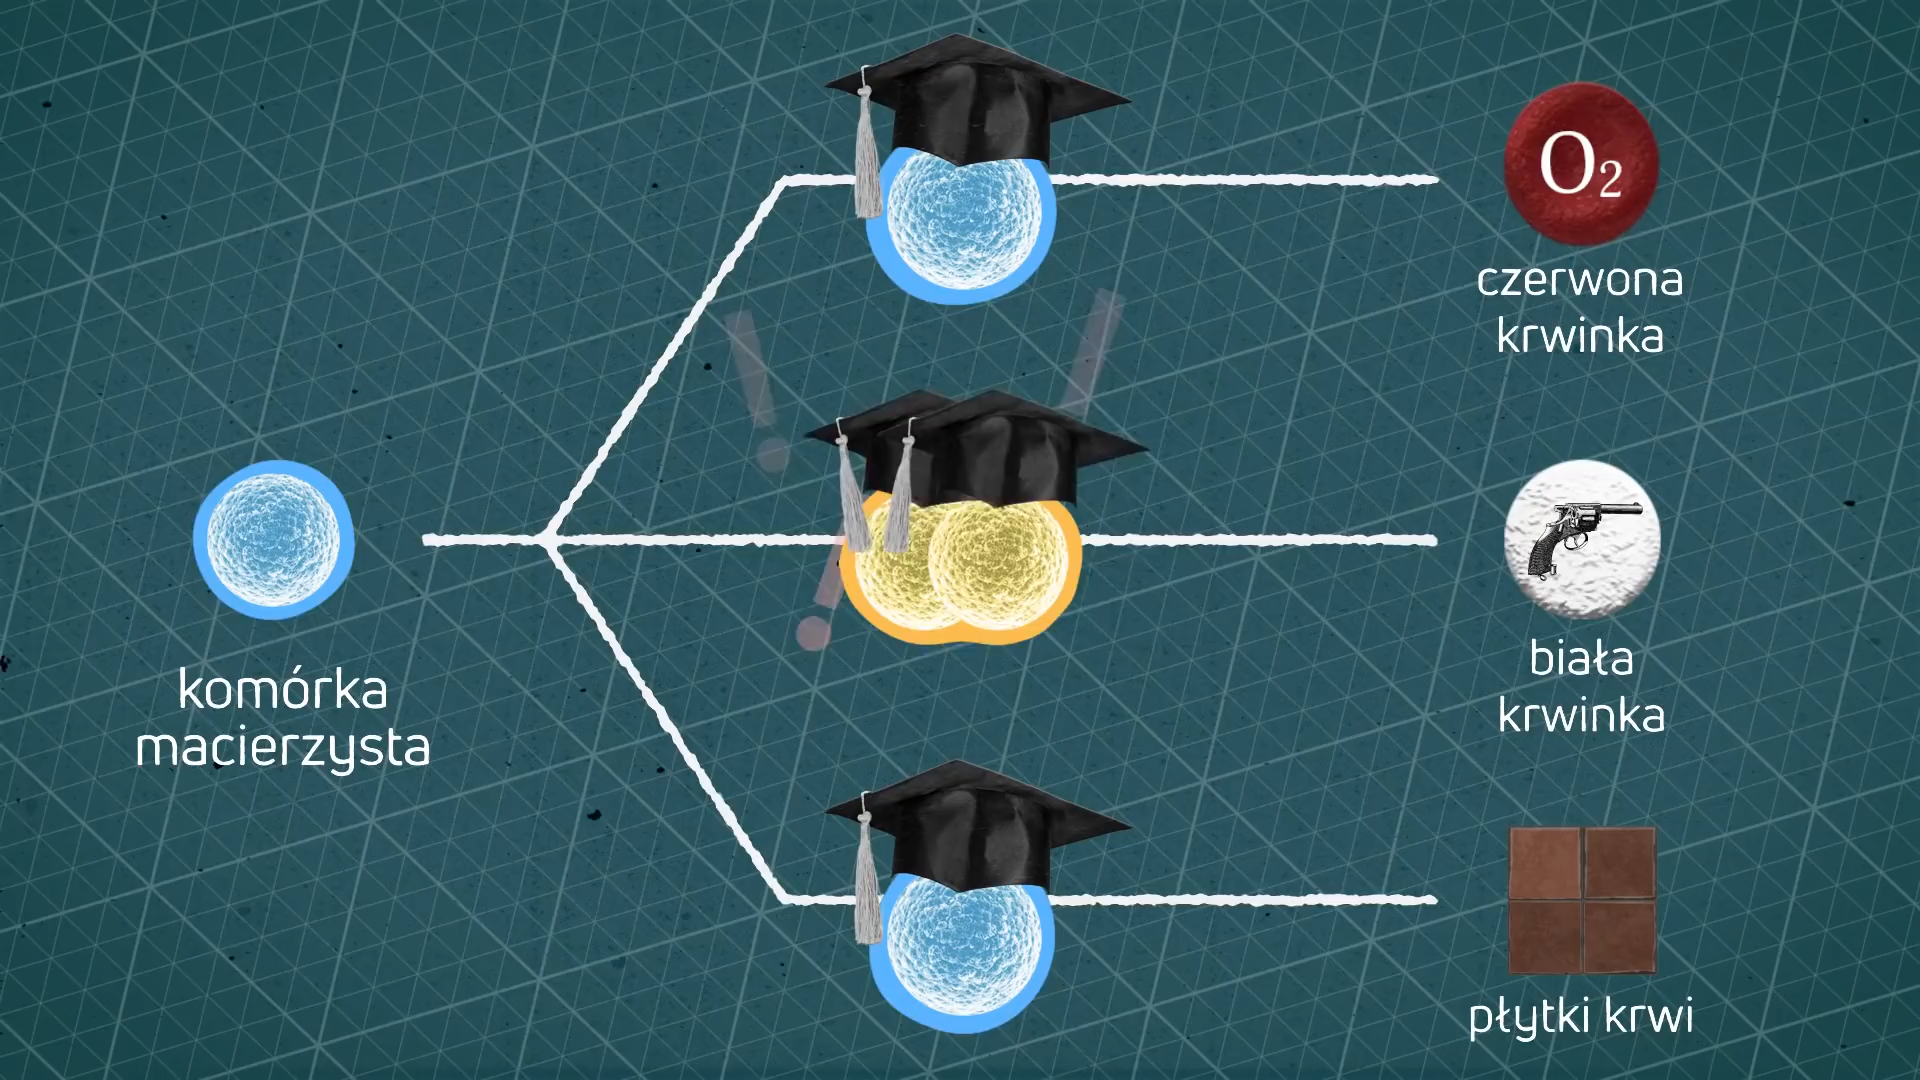 O₂
czerwona
krwinka
komórka
macierzysta
biała
krwinka
płytki krwi